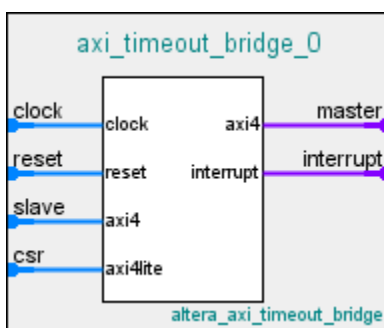 axi_timeout_bridge_0
clock
clock
axi4
master
reset
reset
interrupt
interrupt
slave
axi4
csr
axi4lite
altera_axi_timeout_bridge